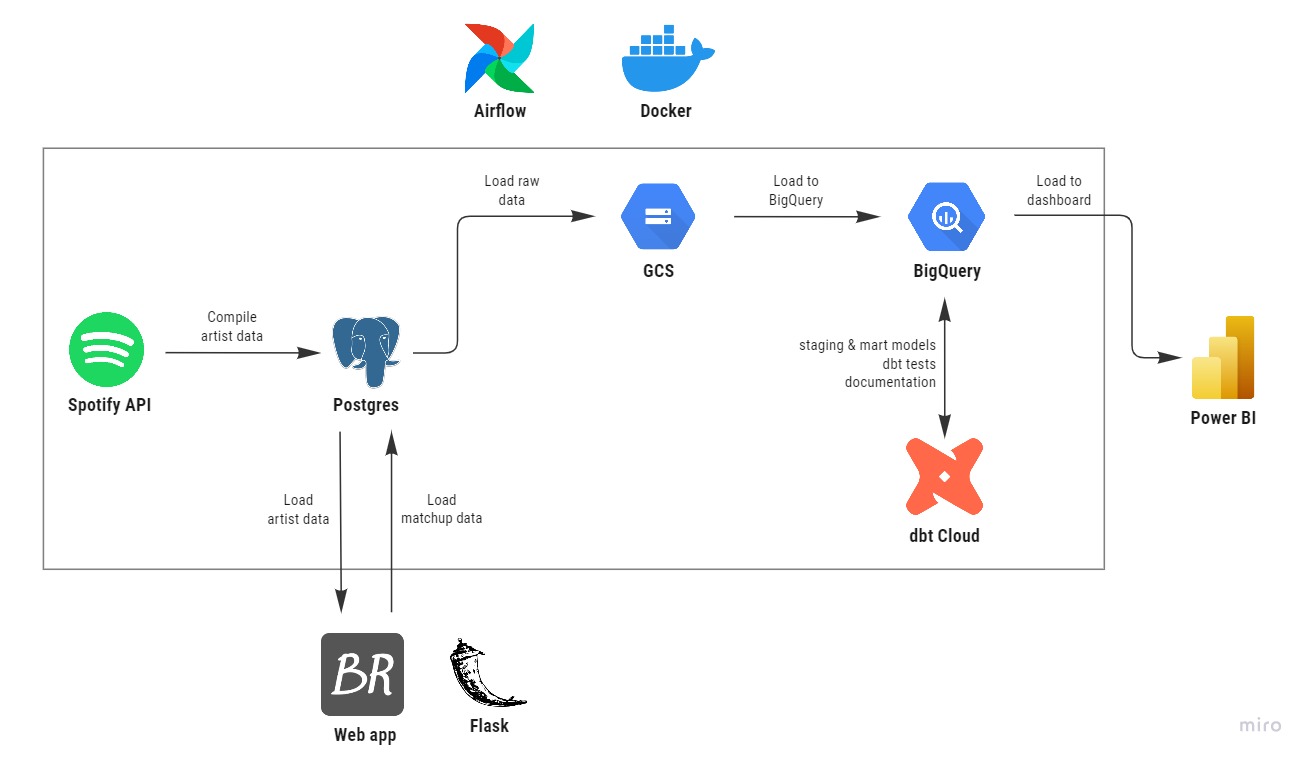 Airflow
Docker
Load raw
data
Load to
BigQuery
Load to
dashboard
GCS
BigQuery
Compile
artist data
Spotify API
Postgres
staging & mart models
dbt tests
documentation
Power BI
dbt Cloud
Load
artist data
Load
matchup data
BR
Web app
Flask
miro